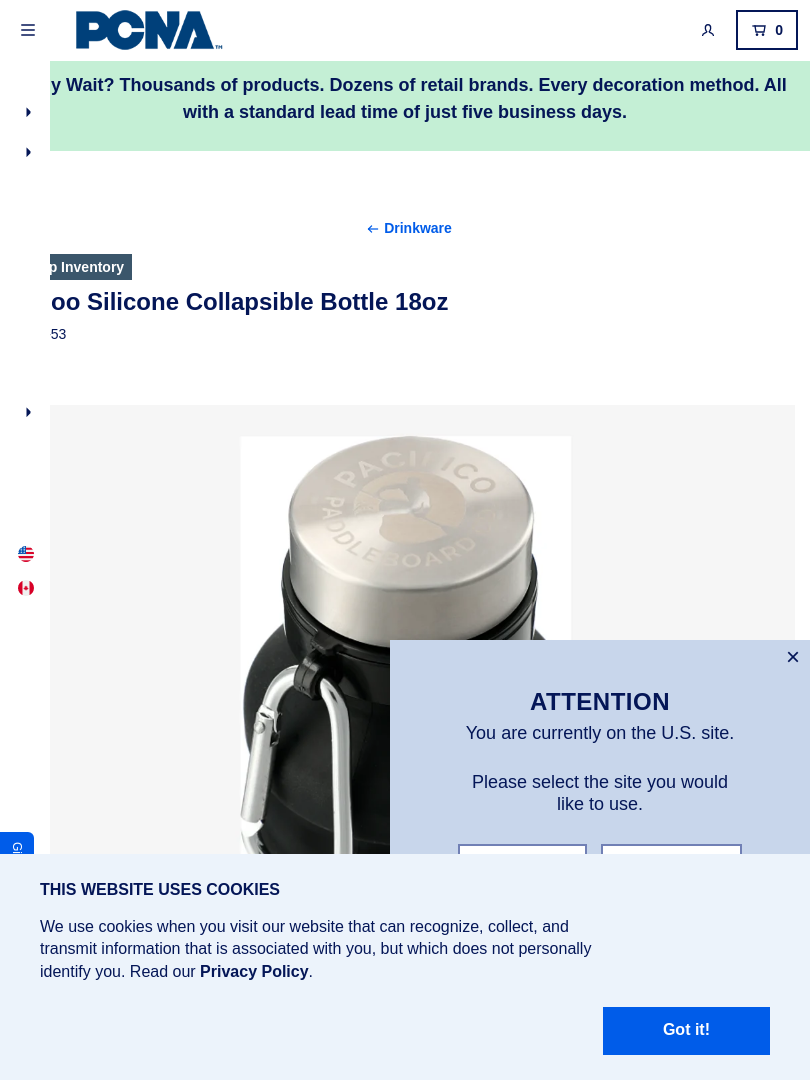 PCNA
0
y Wait? Thousands of products. Dozens of retail brands. Every decoration method. All
with a standard lead time of just five business days.
← Drinkware
p Inventory
oo Silicone Collapsible Bottle 18oz
53
PACIFICO
PADDLEBOARD
ATTENTION
You are currently on the U.S. site.
Please select the site you would
like to use.
THIS WEBSITE USES COOKIES
We use cookies when you visit our website that can recognize, collect, and
transmit information that is associated with you, but which does not personally
identify you. Read our Privacy Policy.
Got it!